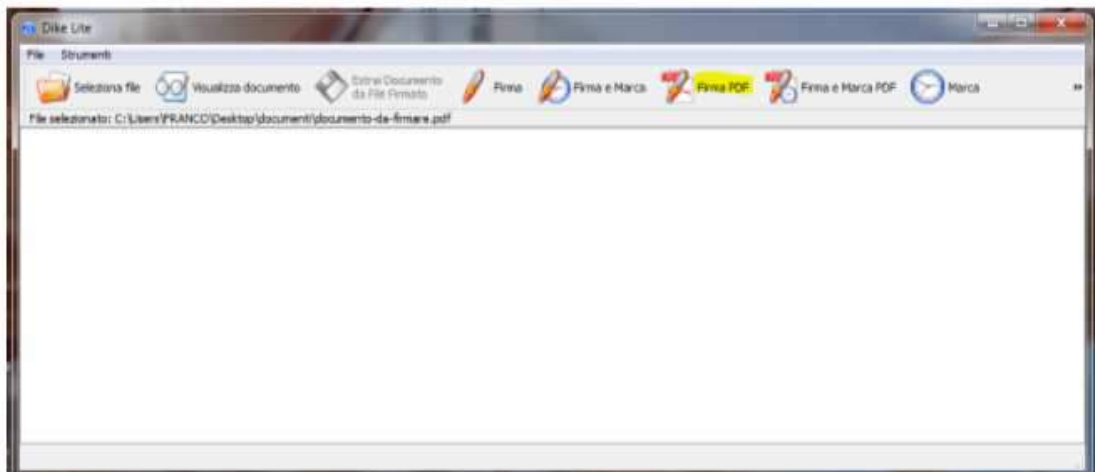 Dike Lite
File Strumenti
Seleziona file Visualizza documento Estrai Documento da File Firmato Firma Firma e Marca Firma PDF Firma e Marca PDF Marca »
File selezionato: C:\Users\FRANCO\Desktop\documenti\documento-da-firmare.pdf